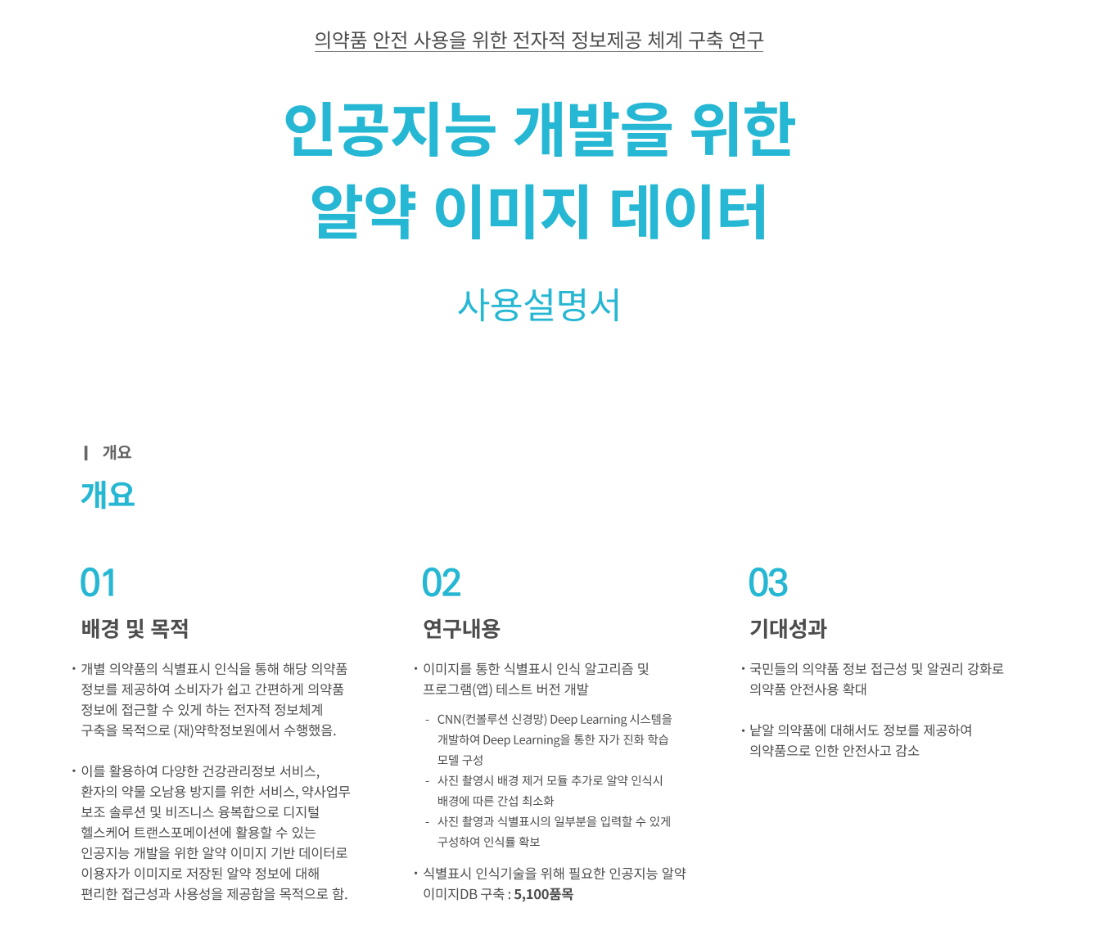 의약품 안전 사용을 위한 전자적 정보제공 체계 구축 연구
인공지능 개발을 위한
알약 이미지 데이터
사용설명서
| 개요
개요
01
배경 및 목적
· 개별 의약품의 식별표시 인식을 통해 해당 의약품
정보를 제공하여 소비자가 쉽고 간편하게 의약품
정보에 접근할 수 있게 하는 전자적 정보체계
구축을 목적으로 (재)약학정보원에서 수행했음.
· 이를 활용하여 다양한 건강관리정보 서비스,
환자의 약물 오남용 방지를 위한 서비스, 약사업무
보조 솔루션 및 비즈니스 융복합으로 디지털
헬스케어 트랜스포메이션에 활용할 수 있는
인공지능 개발을 위한 알약 이미지 기반 데이터로
이용자가 이미지로 저장된 알약 정보에 대해
편리한 접근성과 사용성을 제공함을 목적으로 함.
02
연구내용
· 이미지를 통한 식별표시 인식 알고리즘 및
프로그램(앱) 테스트 버전 개발
- CNN(컨볼루션 신경망) Deep Learning 시스템을
개발하여 Deep Learning을 통한 자가 진화 학습
모델 구성
- 사진 촬영시 배경 제거 모듈 추가로 알약 인식시
배경에 따른 간섭 최소화
- 사진 촬영과 식별표시의 일부분을 입력할 수 있게
구성하여 인식률 확보
· 식별표시 인식기술을 위해 필요한 인공지능 알약
이미지DB 구축 : 5,100품목
03
기대성과
· 국민들의 의약품 정보 접근성 및 알권리 강화로
의약품 안전사용 확대
· 낱알 의약품에 대해서도 정보를 제공하여
의약품으로 인한 안전사고 감소